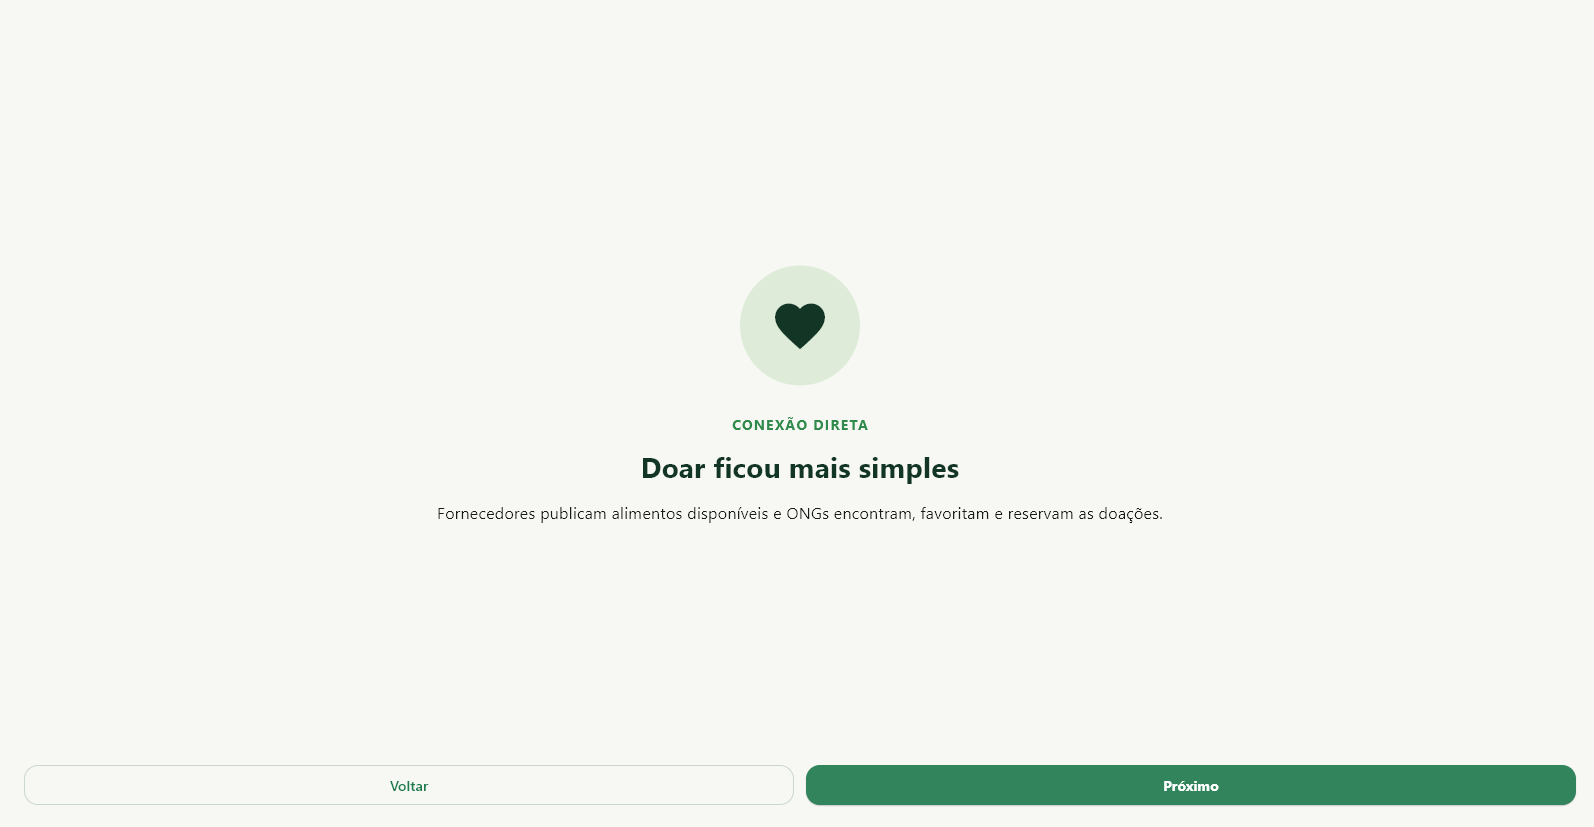 CONEXÃO DIRETA
Doar ficou mais simples
Fornecedores publicam alimentos disponíveis e ONGs encontram, favoritam e reservam as doações.
Voltar
Próximo